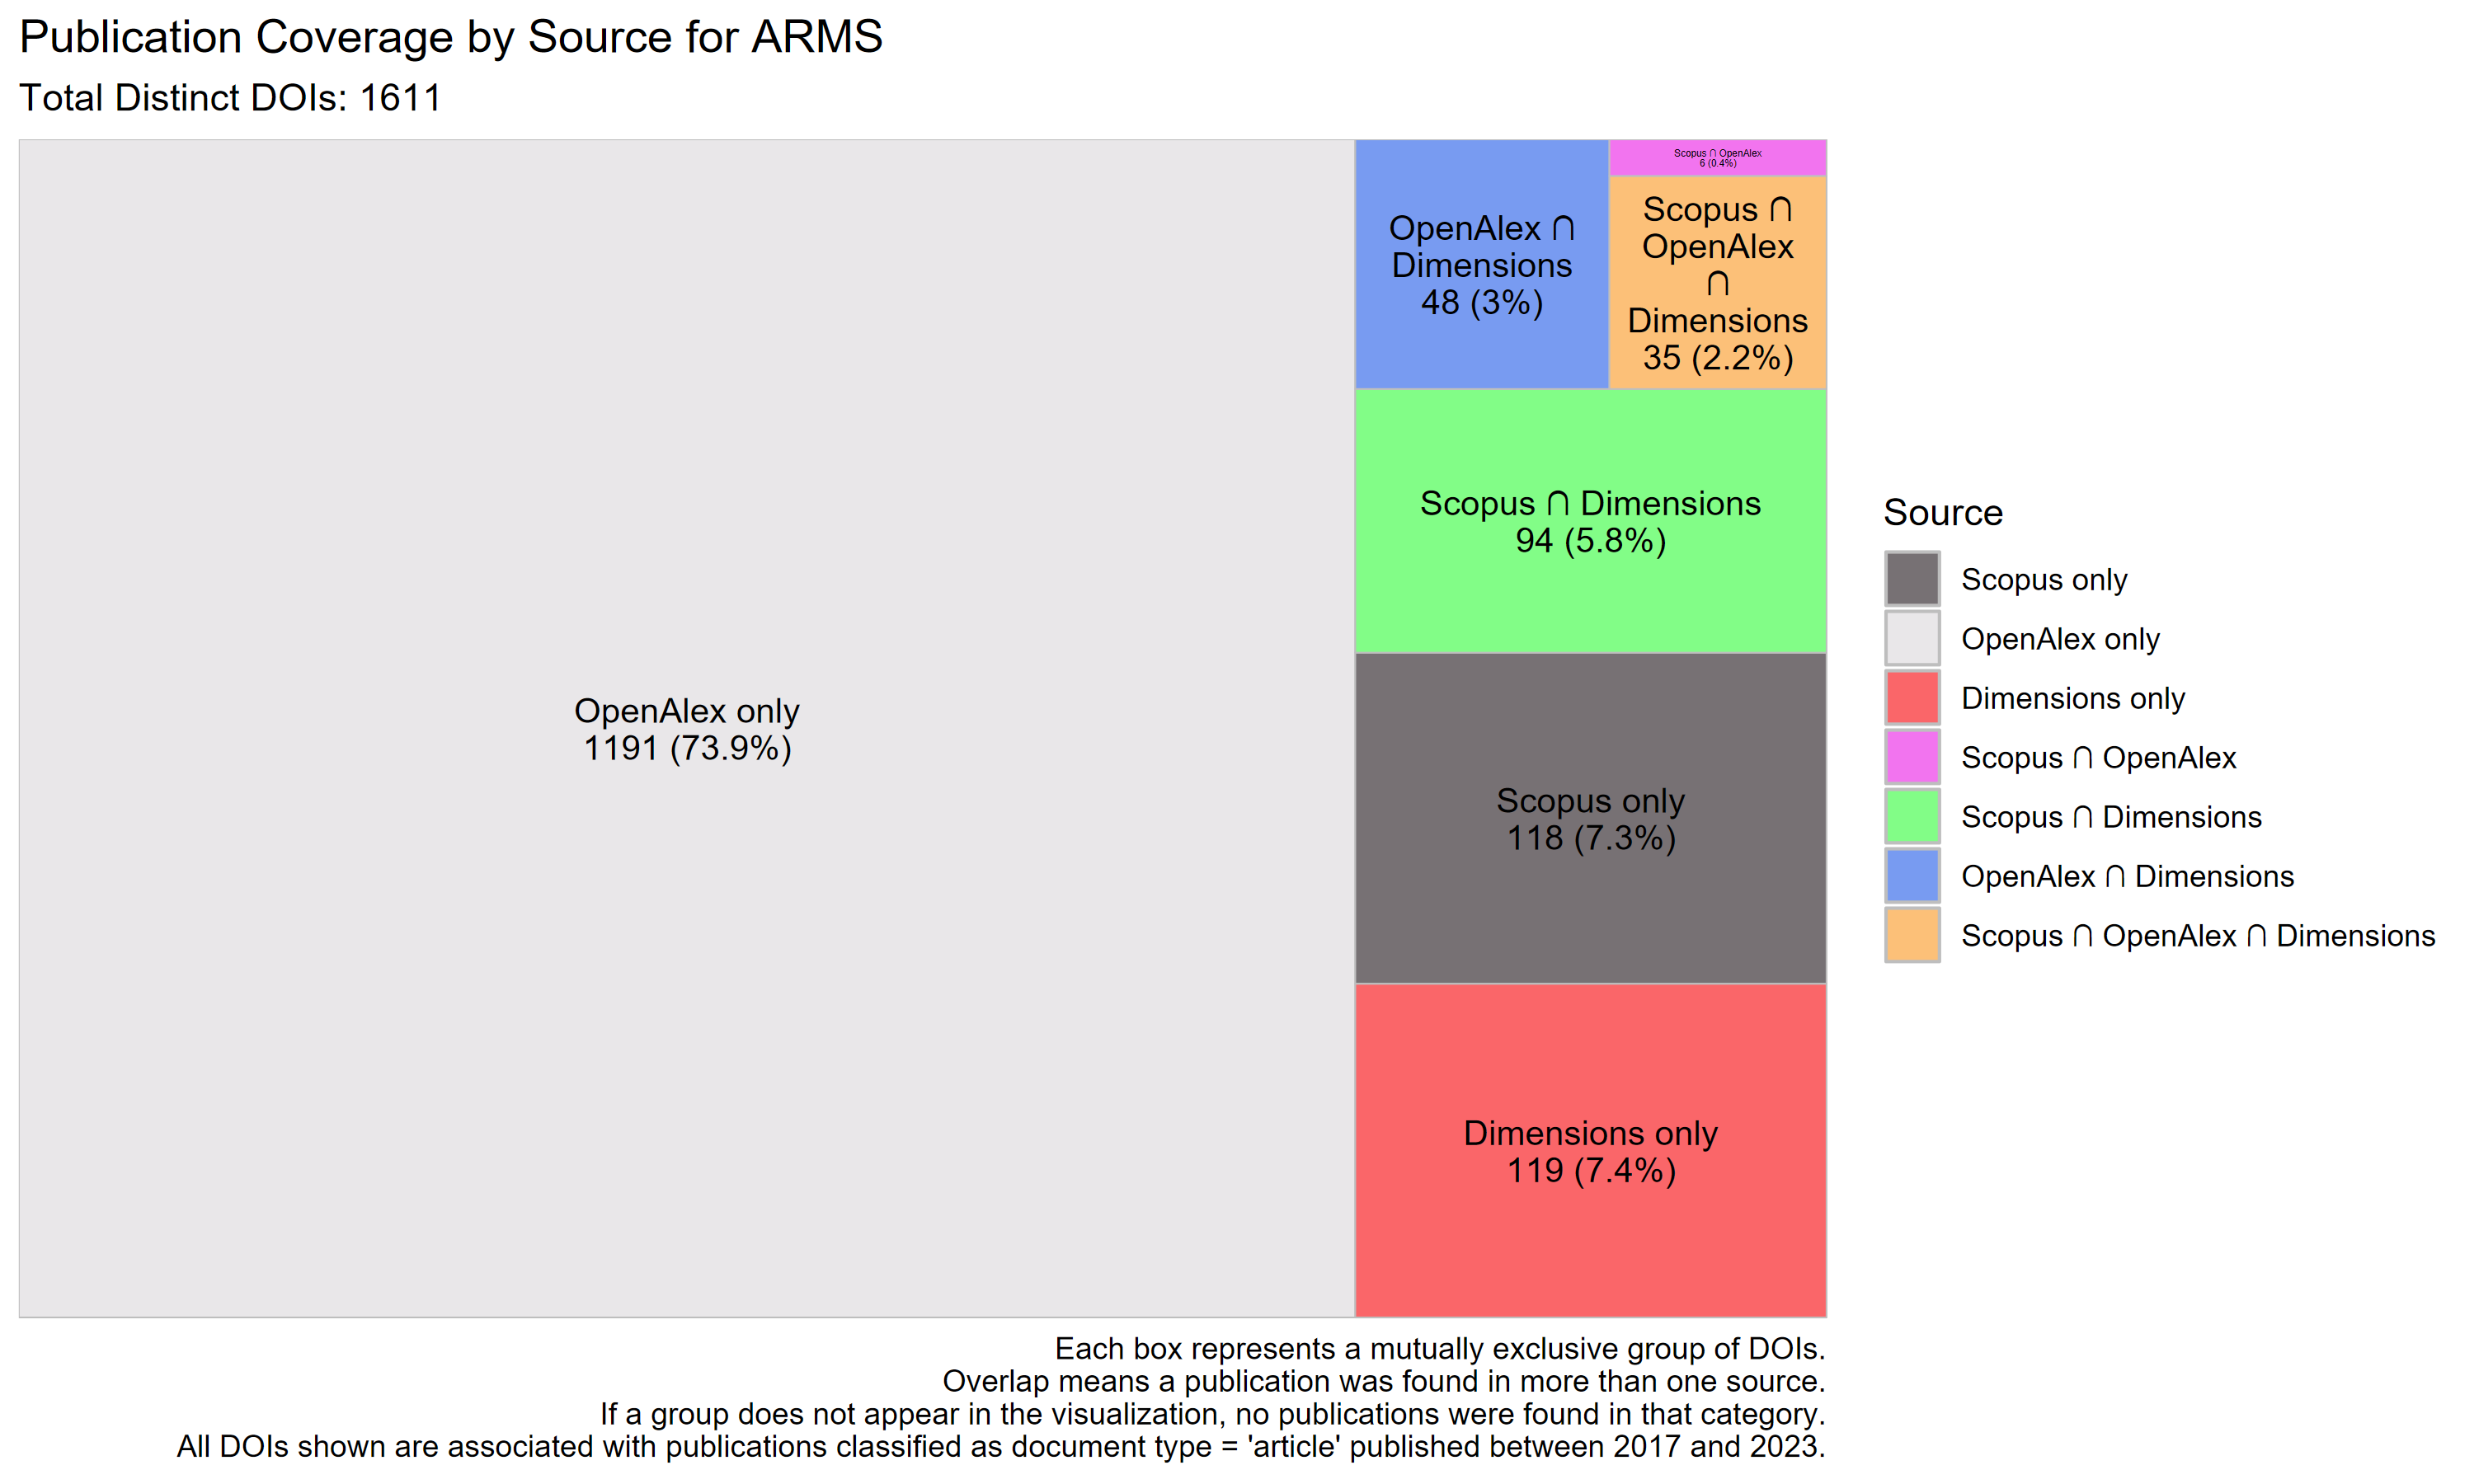 Publication Coverage by Source for ARMS
Total Distinct DOIs: 1611
OpenAlex only
1191 (73.9%)
OpenAlex ∩
Dimensions
48 (3%)
Scopus ∩ OpenAlex
6 (0.4%)
Scopus ∩
OpenAlex
∩
Dimensions
35 (2.2%)
Scopus ∩ Dimensions
94 (5.8%)
Scopus only
118 (7.3%)
Dimensions only
119 (7.4%)
Source
Scopus only
OpenAlex only
Dimensions only
Scopus ∩ OpenAlex
Scopus ∩ Dimensions
OpenAlex ∩ Dimensions
Scopus ∩ OpenAlex ∩ Dimensions
Each box represents a mutually exclusive group of DOIs.
Overlap means a publication was found in more than one source.
If a group does not appear in the visualization, no publications were found in that category.
All DOIs shown are associated with publications classified as document type = 'article' published between 2017 and 2023.